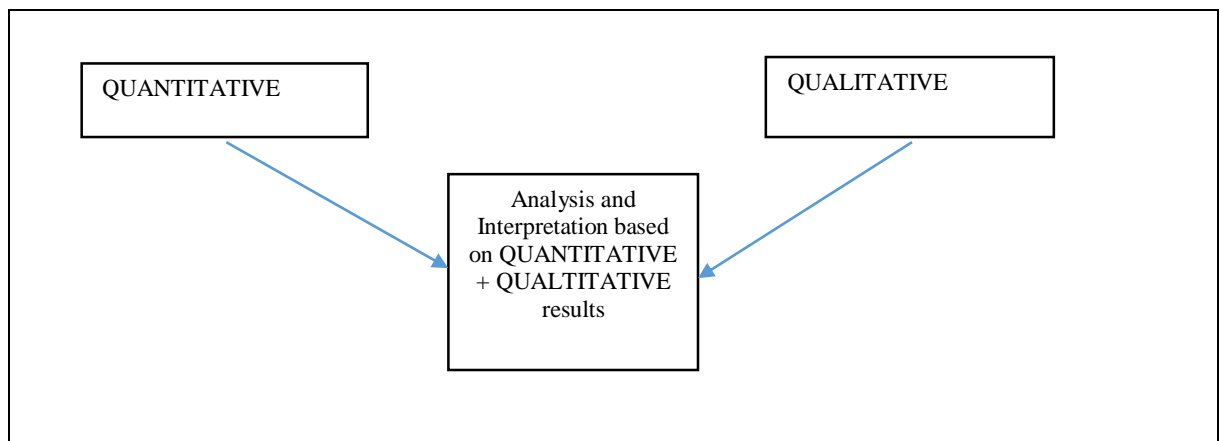 QUANTITATIVE
QUALITATIVE
Analysis and
Interpretation based
on QUANTITATIVE
+ QUALTITATIVE
results